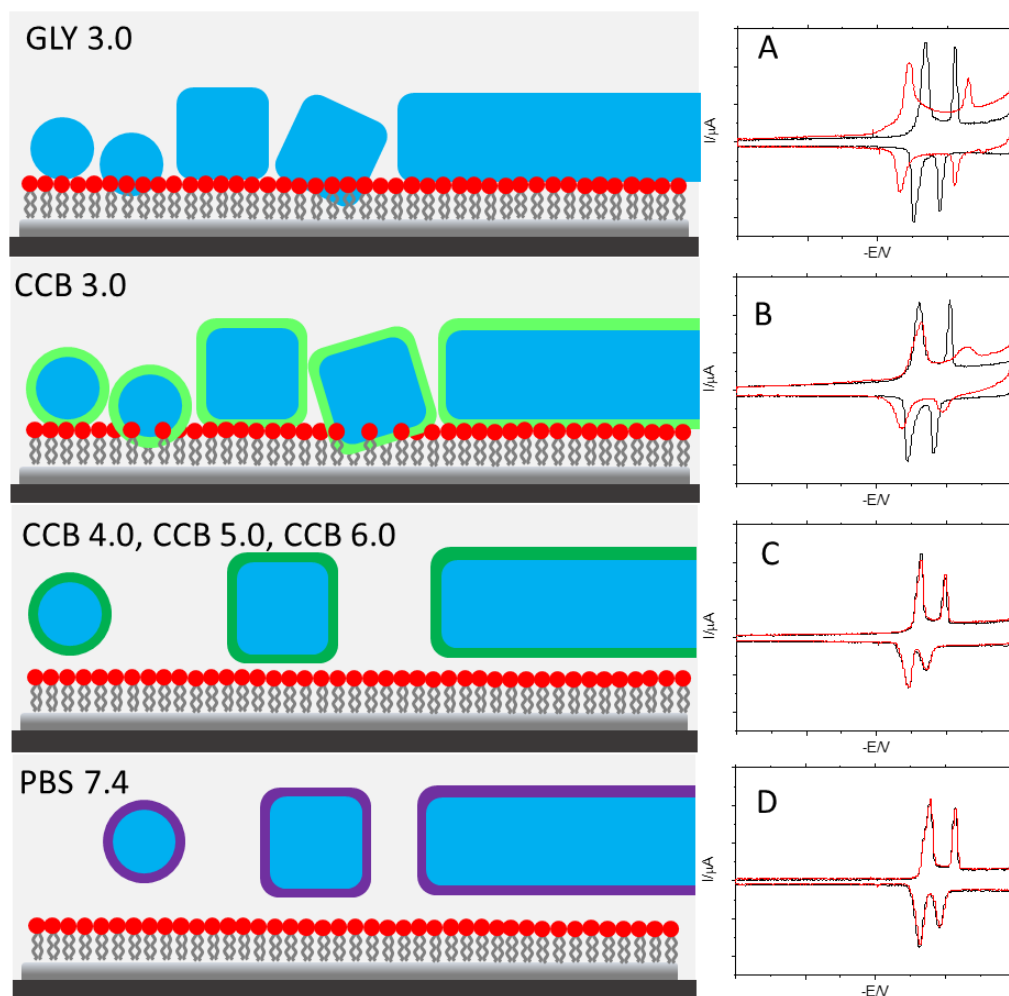 GLY 3.0
A
I/μA
-E/V
CCB 3.0
B
I/μA
-E/V
CCB 4.0, CCB 5.0, CCB 6.0
C
I/μA
-E/V
PBS 7.4
D
I/μA
-E/V